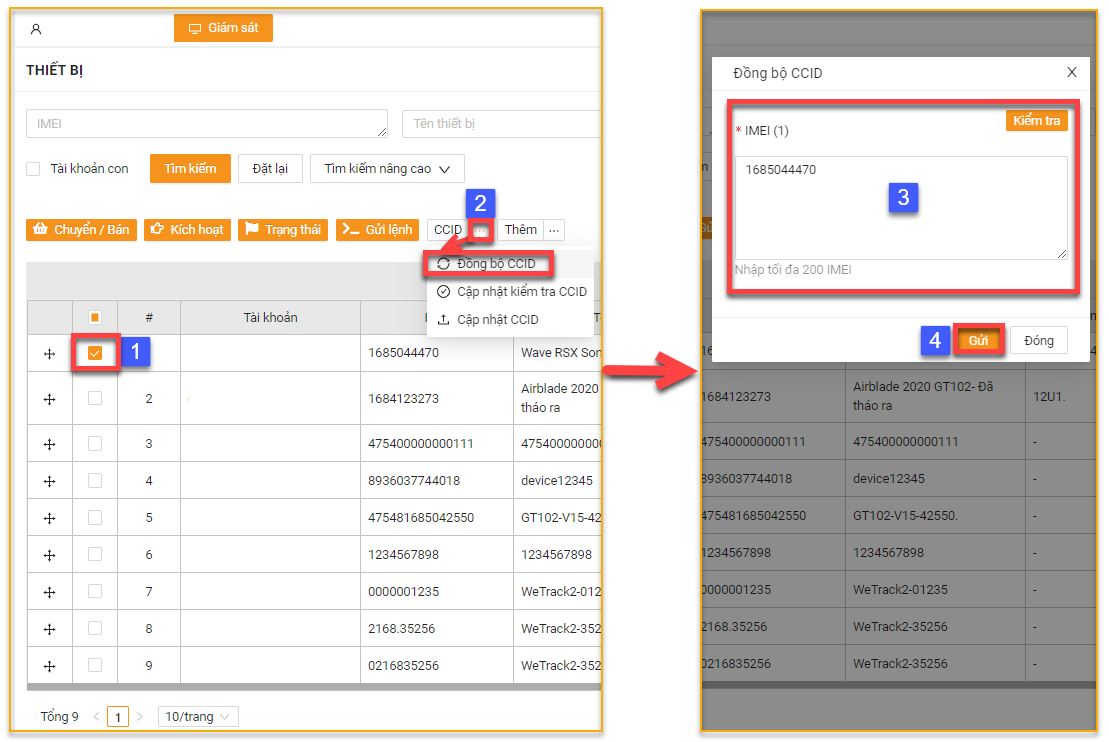 Giám sát
THIẾT BỊ
IMEI
Tên thiết bị
Tài khoản con
Tìm kiếm
Đặt lại
Tìm kiếm nâng cao
2
Chuyển / Bán
Kích hoạt
Trạng thái
Gửi lệnh
CCID
...
Thêm
...
Đồng bộ CCID
Cập nhật kiểm tra CCID
Cập nhật CCID
#
Tài khoản
1
1685044470
Wave RSX Son
2
1684123273
Airblade 2020
tháo ra
3
475400000000111
475400000000
4
8936037744018
device12345
5
475481685042550
GT102-V15-42
6
1234567898
1234567898
7
0000001235
WeTrack2-012
8
2168.35256
WeTrack2-352
9
0216835256
WeTrack2-352
Tổng 9
<
1
>
10/trang
Đồng bộ CCID
X
* IMEI (1)
Kiểm tra
1685044470
3
Nhập tối đa 200 IMEI
4
Gửi
Đóng
1684123273
Airblade 2020 GT102- Đã
tháo ra
12U1.
475400000000111
475400000000111
-
8936037744018
device12345
-
475481685042550
GT102-V15-42550.
-
1234567898
1234567898
-
0000001235
WeTrack2-01235
-
2168.35256
WeTrack2-35256
-
0216835256
WeTrack2-35256
-